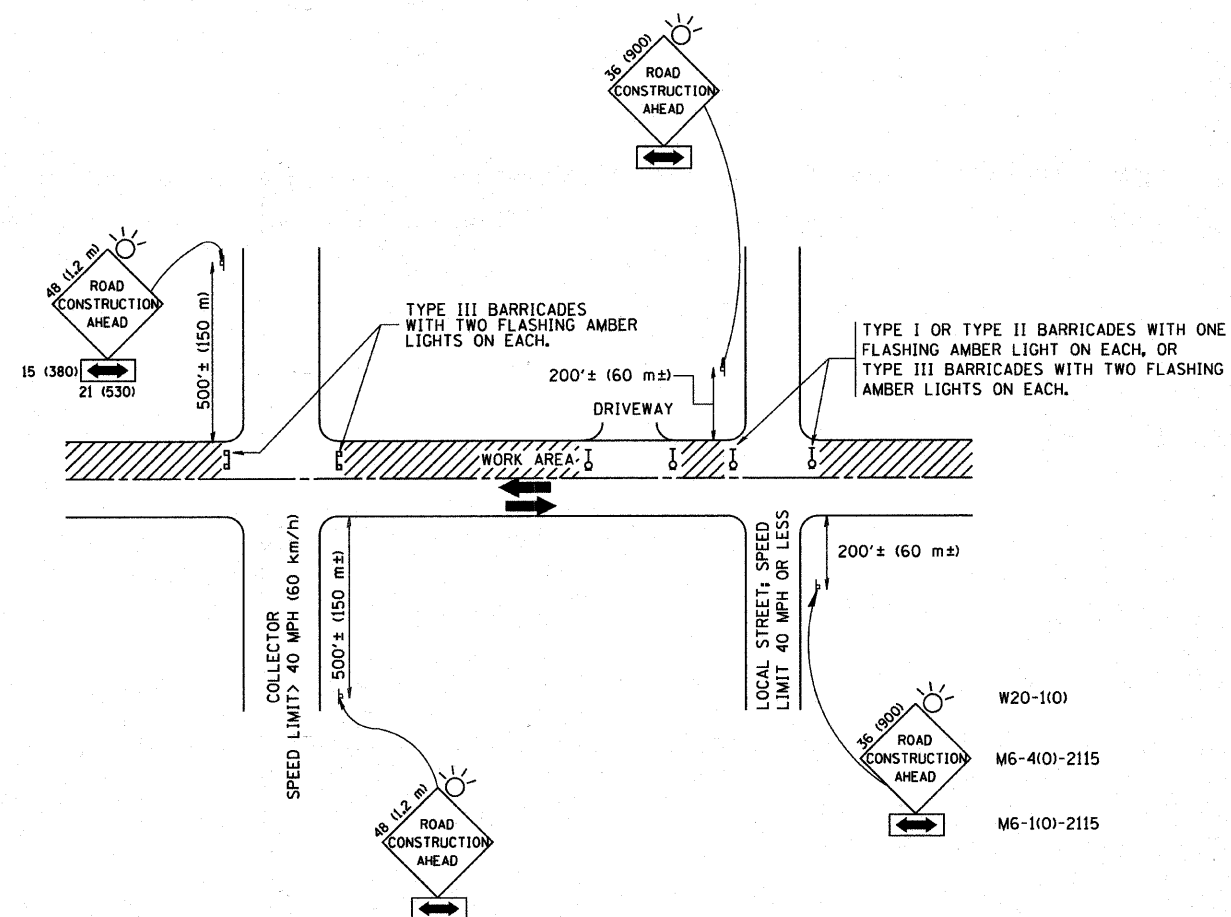 36 (900)
ROAD
CONSTRUCTION
AHEAD
48 (1.2 m)
ROAD
CONSTRUCTION
AHEAD
15 (380)
21 (530)
500'± (150 m)
TYPE III BARRICADES
WITH TWO FLASHING AMBER
LIGHTS ON EACH.
200'± (60 m±)
DRIVEWAY
TYPE I OR TYPE II BARRICADES WITH ONE
FLASHING AMBER LIGHT ON EACH, OR
TYPE III BARRICADES WITH TWO FLASHING
AMBER LIGHTS ON EACH.
WORK AREA
COLLECTOR
SPEED LIMIT> 40 MPH (60 km/h)
500'± (150 m±)
LOCAL STREET; SPEED
LIMIT 40 MPH OR LESS
200'± (60 m±)
48 (1.2 m)
ROAD
CONSTRUCTION
AHEAD
36 (900)
ROAD
CONSTRUCTION
AHEAD
W20-1(O)
M6-4(O)-2115
M6-1(O)-2115